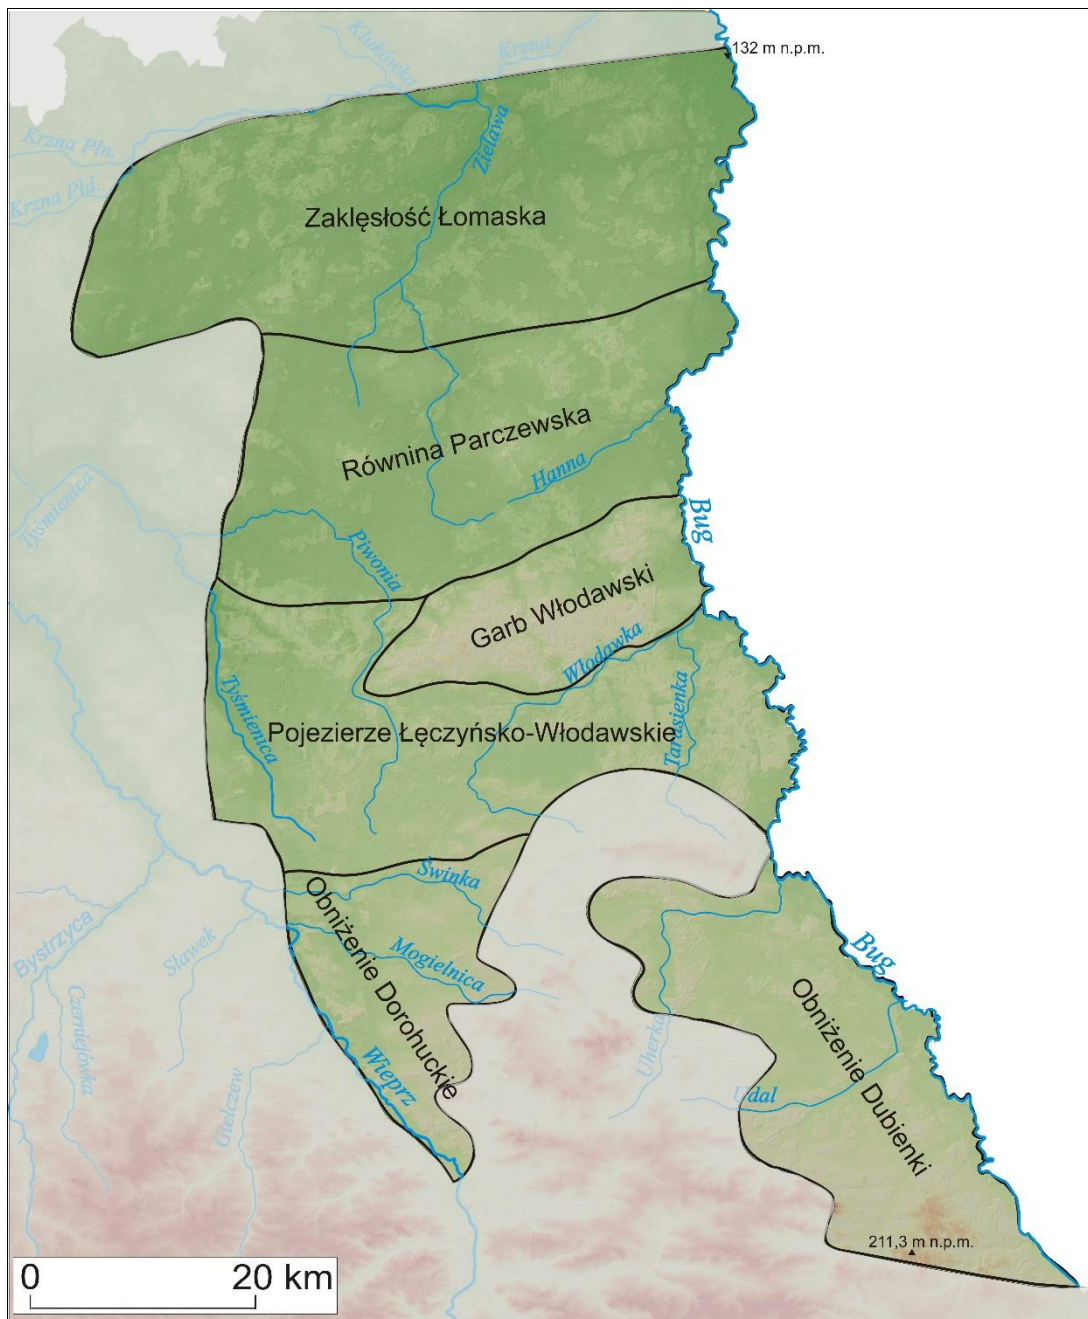 Klukówka
Krzna
132 m n.p.m.
Krzna Płn.
Krzna Płd.
Zielawa
Zaklęsłość Łomaska
Równina Parczewska
Hanna
Tyśmienica
Piwonia
Bug
Garb Włodawski
Włodawka
Tarasienka
Tyśmienica
Pojezierze Łęczyńsko-Włodawskie
Świnka
Obniżenie Dorohuckie
Bystrzyca
Sławek
Mogielnica
Bug
Obniżenie Dubienki
Czerniejówka
Giełczew
Wieprz
Uherka
Udal
211,3 m n.p.m.
0 20 km